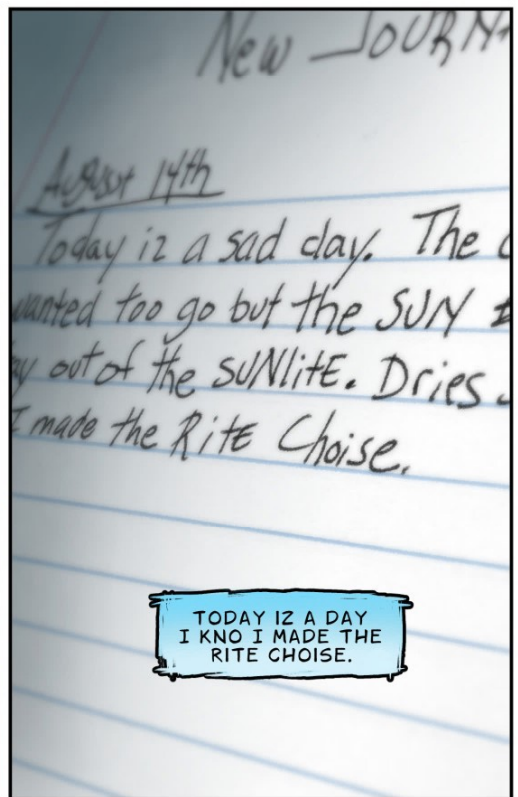 New JOURN
August 14th
Today iz a sad day. The
wanted too go but the SUN
out of the SUNlitE. Dries
I made the RitE Choise.
TODAY IZ A DAY
I KNO I MADE THE
RITE CHOISE.